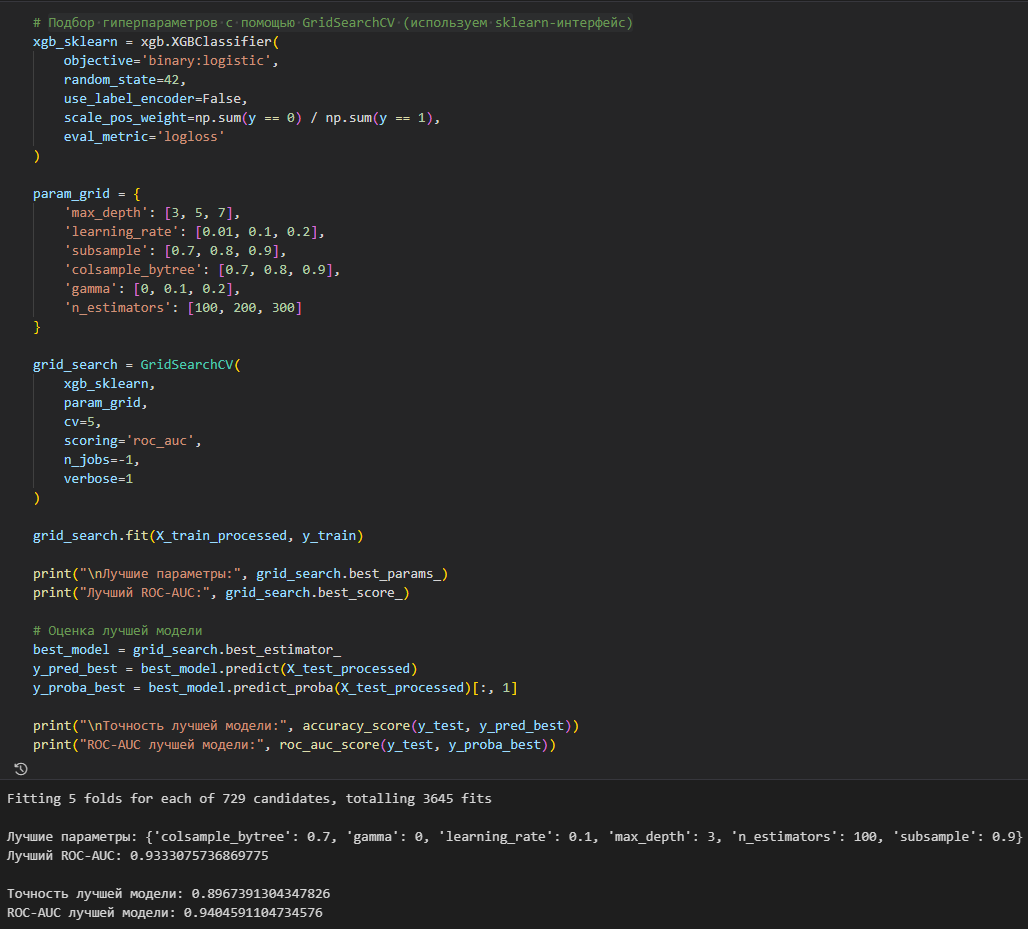 # Подбор гиперпараметров с помощью GridSearchCV (используем sklearn-интерфейс)
xgb_sklearn = xgb.XGBClassifier(
    objective='binary:logistic',
    random_state=42,
    use_label_encoder=False,
    scale_pos_weight=np.sum(y == 0) / np.sum(y == 1),
    eval_metric='logloss'
)

param_grid = {
    'max_depth': [3, 5, 7],
    'learning_rate': [0.01, 0.1, 0.2],
    'subsample': [0.7, 0.8, 0.9],
    'colsample_bytree': [0.7, 0.8, 0.9],
    'gamma': [0, 0.1, 0.2],
    'n_estimators': [100, 200, 300]
}

grid_search = GridSearchCV(
    xgb_sklearn,
    param_grid,
    cv=5,
    scoring='roc_auc',
    n_jobs=-1,
    verbose=1
)

grid_search.fit(X_train_processed, y_train)

print("\nЛучшие параметры:", grid_search.best_params_)
print("Лучший ROC-AUC:", grid_search.best_score_)

# Оценка лучшей модели
best_model = grid_search.best_estimator_
y_pred_best = best_model.predict(X_test_processed)
y_proba_best = best_model.predict_proba(X_test_processed)[:, 1]

print("\nТочность лучшей модели:", accuracy_score(y_test, y_pred_best))
print("ROC-AUC лучшей модели:", roc_auc_score(y_test, y_proba_best))

Fitting 5 folds for each of 729 candidates, totalling 3645 fits

Лучшие параметры: {'colsample_bytree': 0.7, 'gamma': 0, 'learning_rate': 0.1, 'max_depth': 3, 'n_estimators': 100, 'subsample': 0.9}
Лучший ROC-AUC: 0.9333075736869775

Точность лучшей модели: 0.8967391304347826
ROC-AUC лучшей модели: 0.9404591104734576